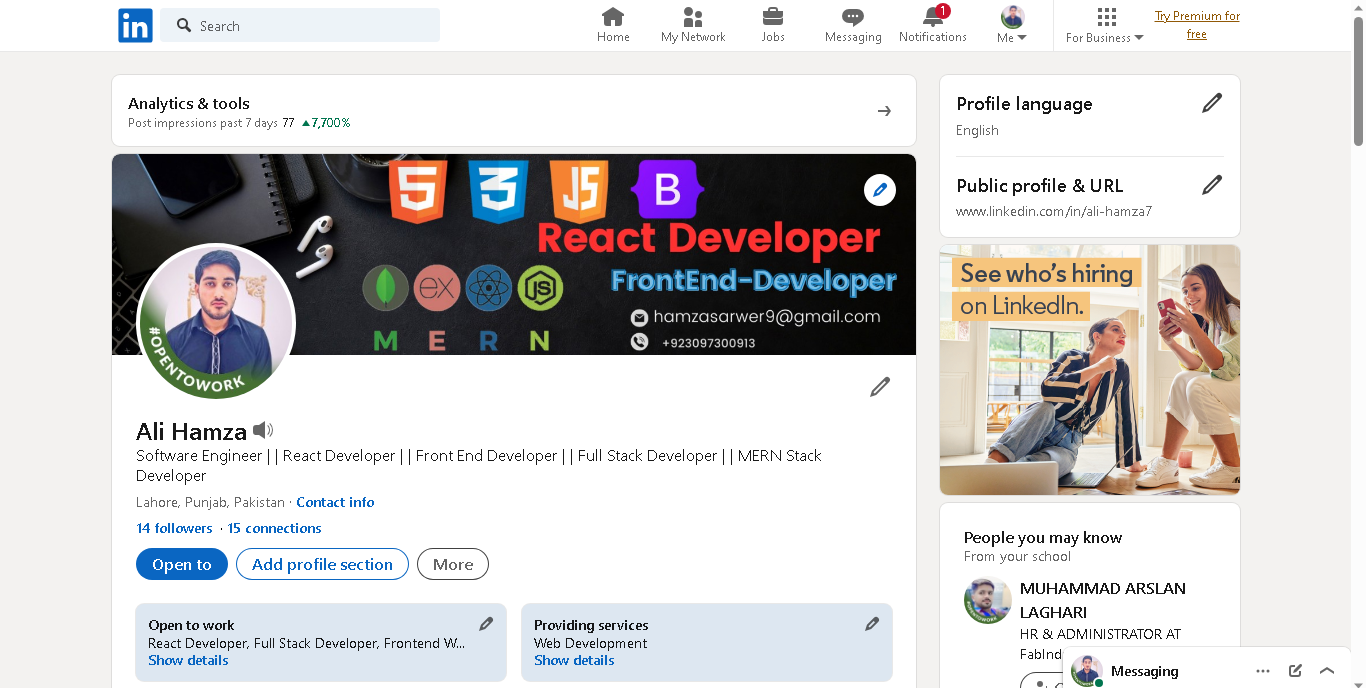 in
Search
Home
My Network
Jobs
Messaging
1
Notifications
Me
For Business
Try Premium for
free
Analytics & tools
Post impressions past 7 days 77 ▲7,700%
5
3
JS
B
React Developer
FrontEnd-Developer
ex
JS
hamzasarwer9@gmail.com
M E R N
+923097300913
#OPENTOWORK
Ali Hamza
Software Engineer || React Developer || Front End Developer || Full Stack Developer || MERN Stack
Developer
Lahore, Punjab, Pakistan · Contact info
14 followers · 15 connections
Open to
Add profile section
More
Open to work
React Developer, Full Stack Developer, Frontend W...
Show details
Providing services
Web Development
Show details
Profile language
English
Public profile & URL
www.linkedin.com/in/ali-hamza7
See who's hiring
on LinkedIn.
People you may know
From your school
MUHAMMAD ARSLAN
LAGHARI
HR & ADMINISTRATOR AT
FabInd
Messaging